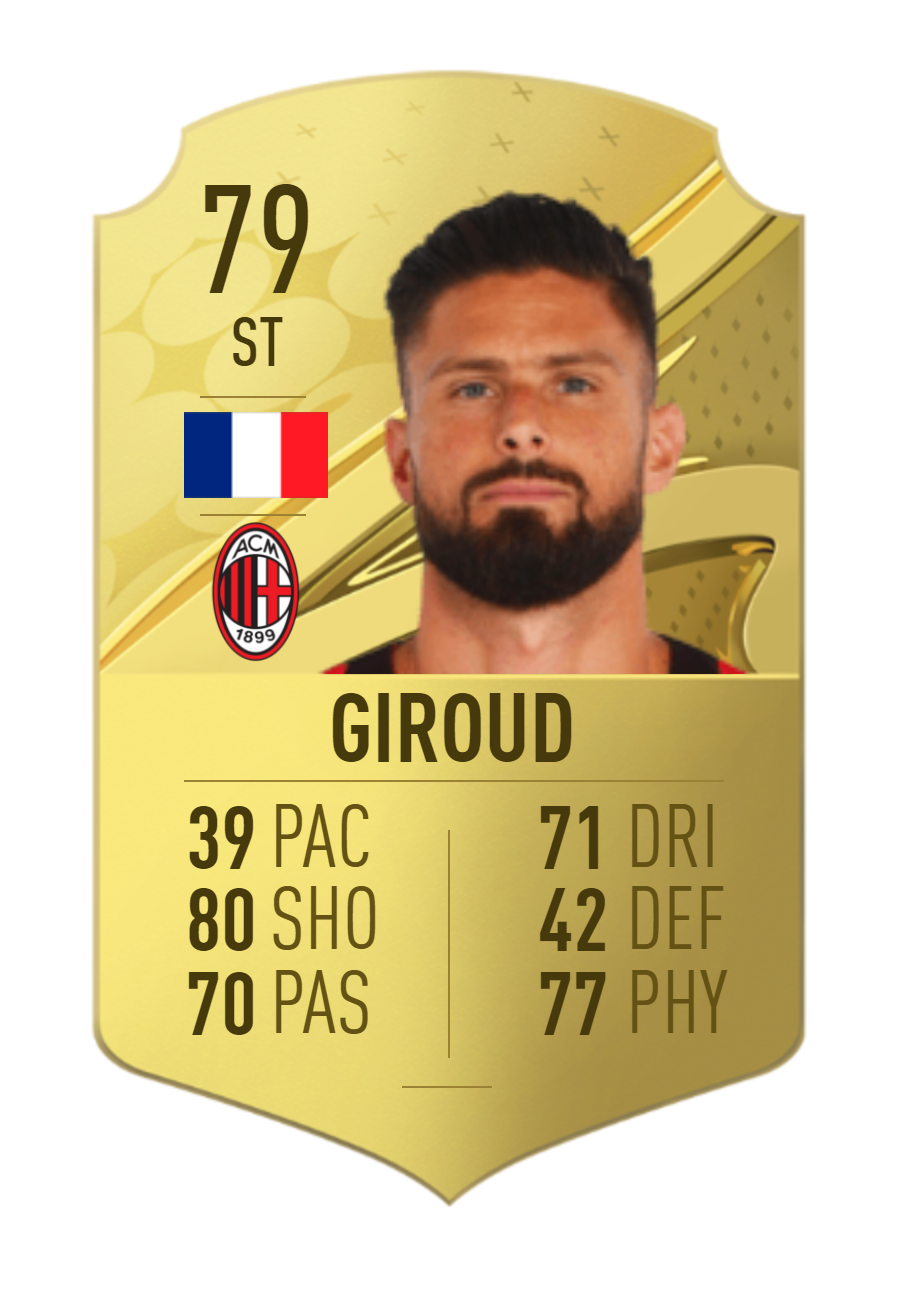 79
ST
ACM
1899
GIROUD
39 PAC
80 SHO
70 PAS
71 DRI
42 DEF
77 PHY